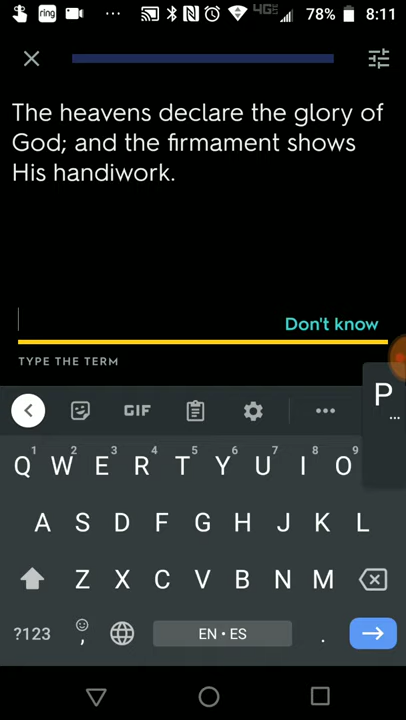 ring ... 4G LTE 78% 8:11
The heavens declare the glory of
God; and the firmament shows
His handiwork.
Don't know
TYPE THE TERM
GIF ...
P
...
1 2 3 4 5 6 7 8 9
Q W E R T Y U I O
A S D F G H J K L
Z X C V B N M
?123 , EN • ES .